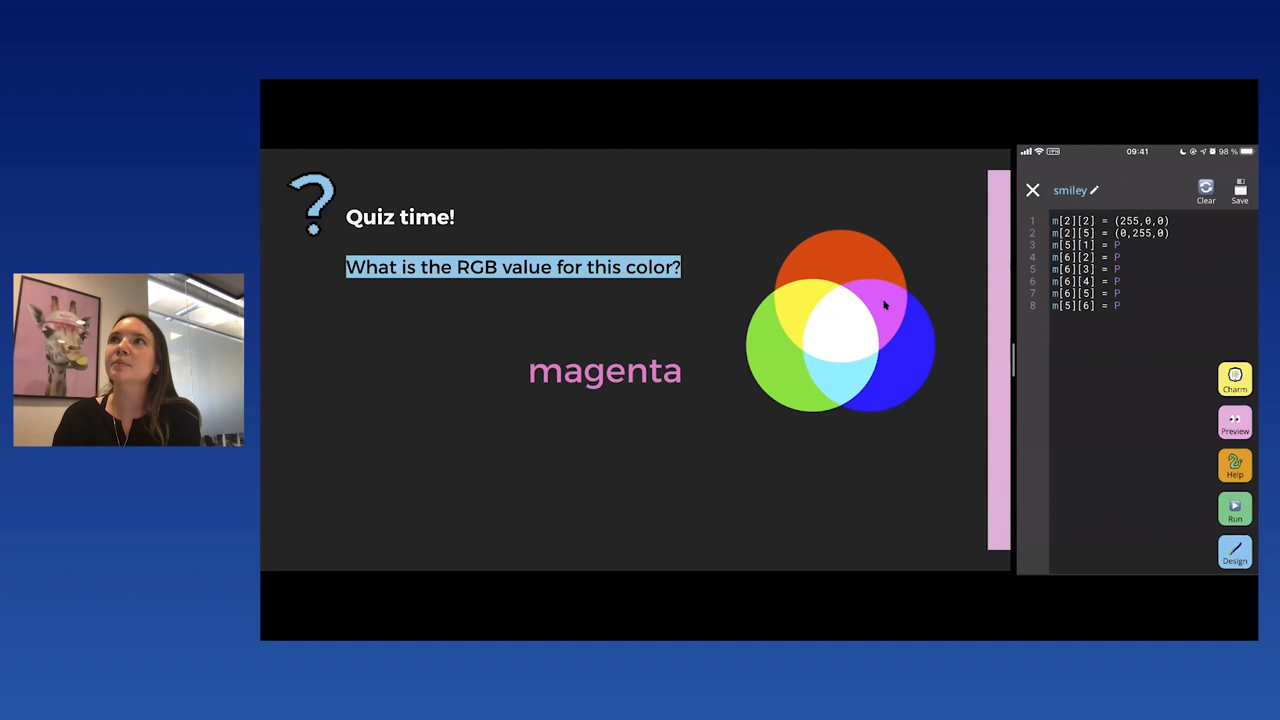 Quiz time!
What is the RGB value for this color?
magenta
VPN
09:41
98 %
smiley
Clear
Save
1 m[2][2] = (255,0,0)
2 m[2][5] = (0,255,0)
3 m[5][1] = P
4 m[6][2] = P
5 m[6][3] = P
6 m[6][4] = P
7 m[6][5] = P
8 m[5][6] = P
Charm
Preview
Help
Run
Design